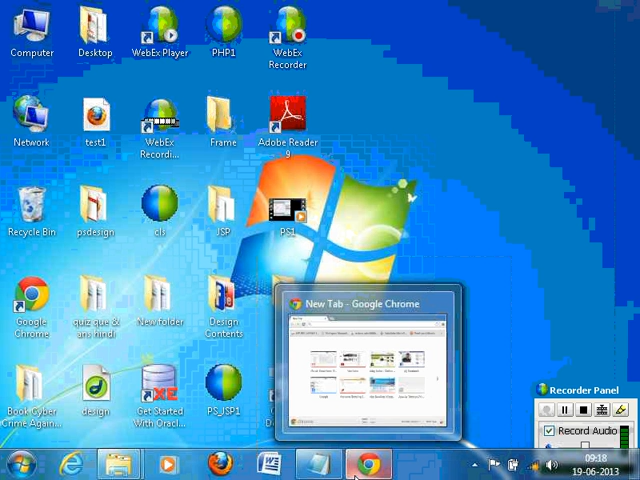 Computer
Desktop
WebEx Player
PHP1
WebEx
Recorder
Network
test1
WebEx
Recordi...
Frame
Adobe Reader
9
Recycle Bin
psdesign
cls
JSP
PS1
Google
Chrome
quiz que &
ans hindi
New folder
Design
Contents
New Tab - Google Chrome
Book Cyber
Crime Again...
design
Get Started
With Oracl...
PS_JSP1
XE
Recorder Panel
Record Audio
09:18
19-06-2013